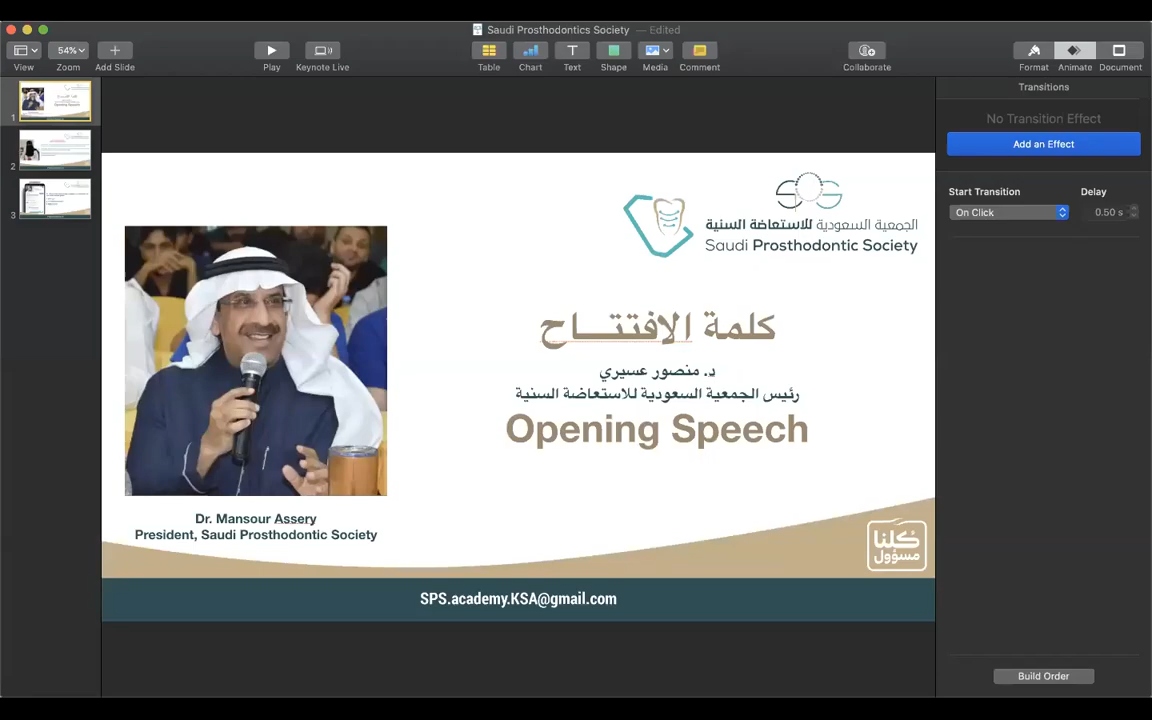 Saudi Prosthodontics Society — Edited
54%
View
Zoom
Add Slide
Play
Keynote Live
Table
Chart
Text
Shape
Media
Comment
Collaborate
Format
Animate
Document
1
2
3
الجمعية السعودية للاستعاضة السنية
Saudi Prosthodontic Society
كلمة الافتتـــاح
د. منصور عسيري
رئيس الجمعية السعودية للاستعاضة السنية
Opening Speech
Dr. Mansour Assery
President, Saudi Prosthodontic Society
كلنا
مسؤول
SPS.academy.KSA@gmail.com
Transitions
No Transition Effect
Add an Effect
Start Transition
Delay
On Click
0.50 s
Build Order